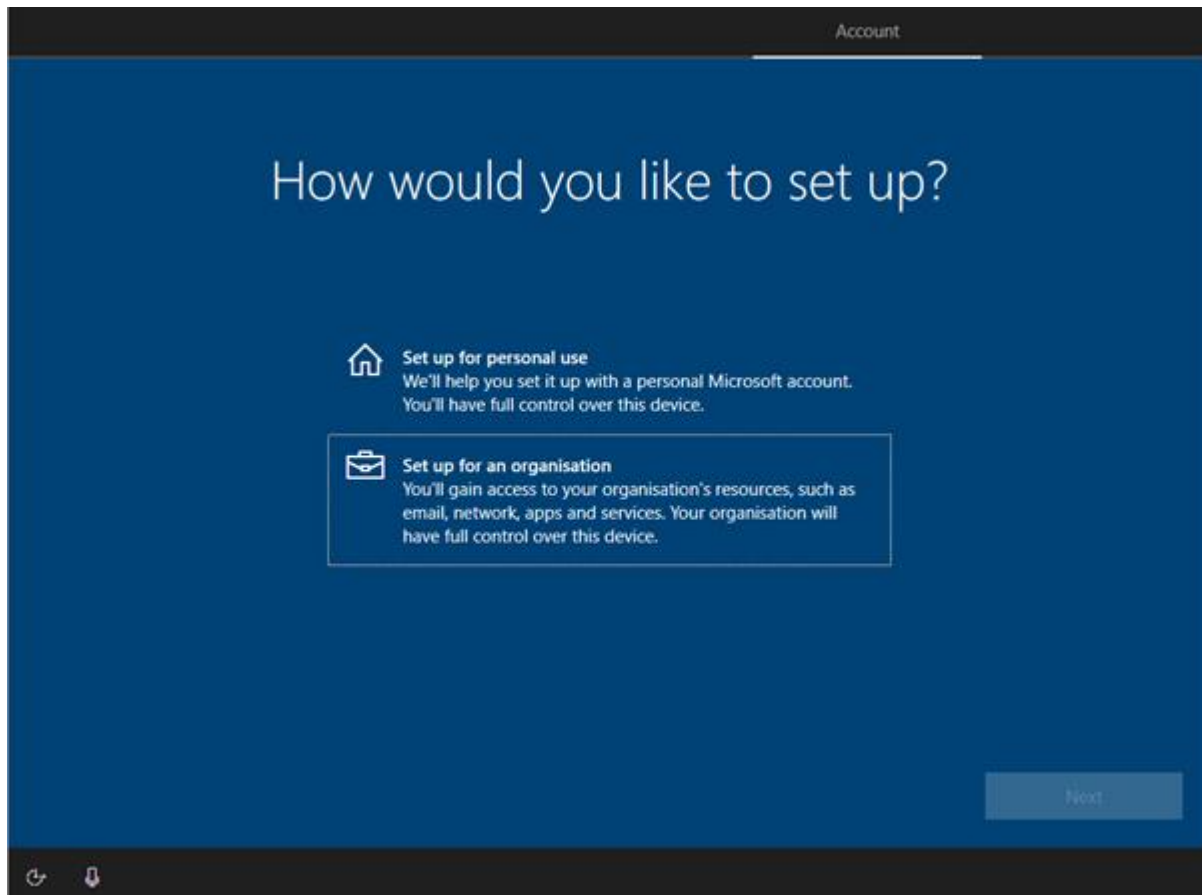 Account
How would you like to set up?
Set up for personal use
We'll help you set it up with a personal Microsoft account.
You'll have full control over this device.
Set up for an organisation
You'll gain access to your organisation's resources, such as
email, network, apps and services. Your organisation will
have full control over this device.
Next